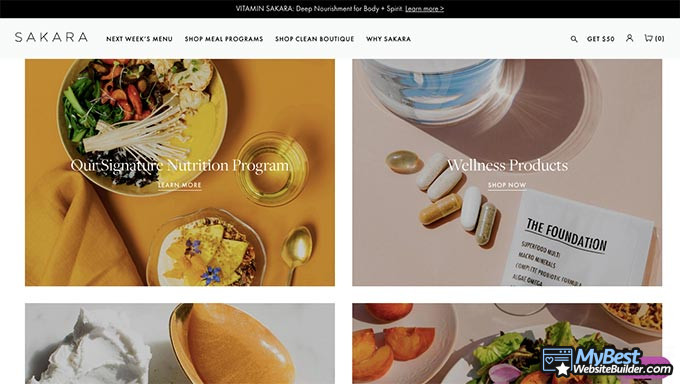 VITAMIN SAKARA: Deep Nourishment for Body + Spirit. Learn more >
SAKARA NEXT WEEK'S MENU SHOP MEAL PROGRAMS SHOP CLEAN BOUTIQUE WHY SAKARA GET $50 (0)
Our Signature Nutrition Program
LEARN MORE
Wellness Products
SHOP NOW
THE FOUNDATION
SUPERFOOD MULTI
MACRO MINERALS
COMPLETE PROBIOTIC FORMULA
ALGAE OMEGA
MyBest
WebsiteBuilder.com